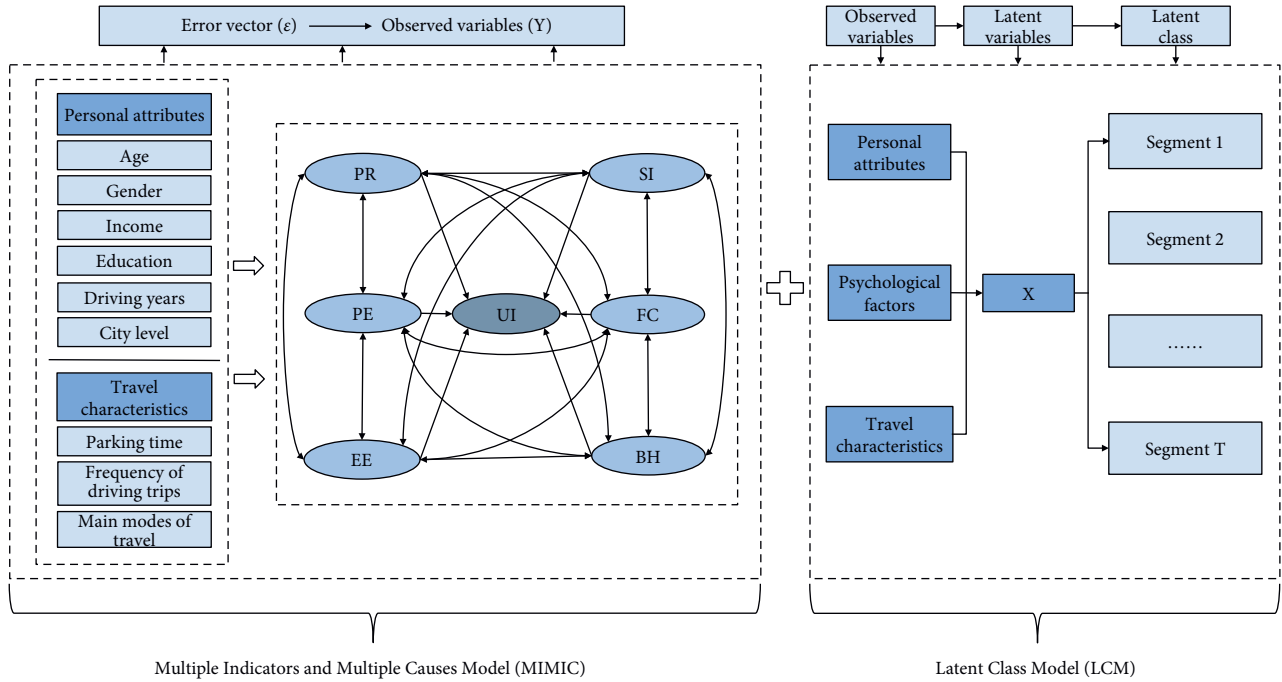 Error vector (ε) Observed variables (Y)
Personal attributes
Age
Gender
Income
Education
Driving years
City level
Travel
characteristics
Parking time
Frequency of
driving trips
Main modes of
travel
PR
SI
PE
UI
FC
EE
BH
Multiple Indicators and Multiple Causes Model (MIMIC)
Observed
variables
Latent
variables
Latent
class
Personal
attributes
Psychological
factors
Travel
characteristics
X
Segment 1
Segment 2
......
Segment T
Latent Class Model (LCM)